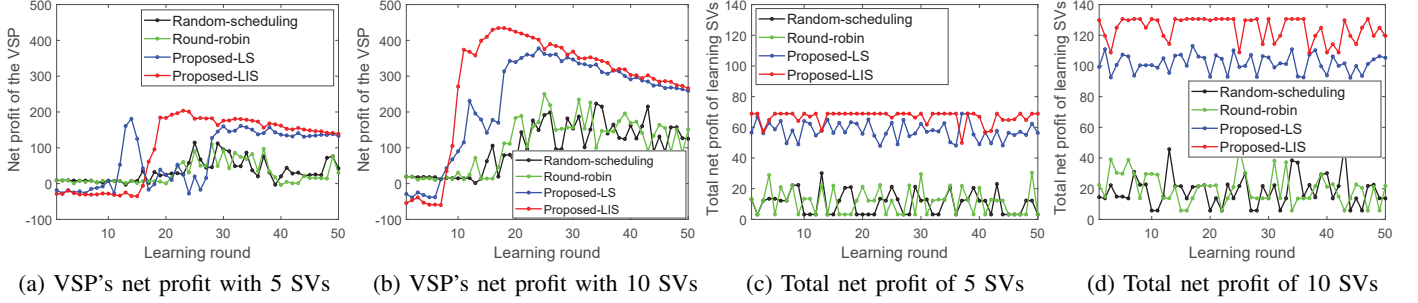 Net profit of the VSP
500
400
300
200
100
0
-100
10
20
30
40
50
Learning round
Random-scheduling
Round-robin
Proposed-LS
Proposed-LIS
(a) VSP's net profit with 5 SVs
Net profit of the VSP
500
400
300
200
100
0
-100
10
20
30
40
50
Learning round
Random-scheduling
Round-robin
Proposed-LS
Proposed-LIS
(b) VSP's net profit with 10 SVs
Total net profit of learning SVs
140
120
100
80
60
40
20
0
10
20
30
40
50
Learning round
Random-scheduling
Round-robin
Proposed-LS
Proposed-LIS
(c) Total net profit of 5 SVs
Total net profit of learning SVs
140
120
100
80
60
40
20
0
10
20
30
40
50
Learning round
Random-scheduling
Round-robin
Proposed-LS
Proposed-LIS
(d) Total net profit of 10 SVs